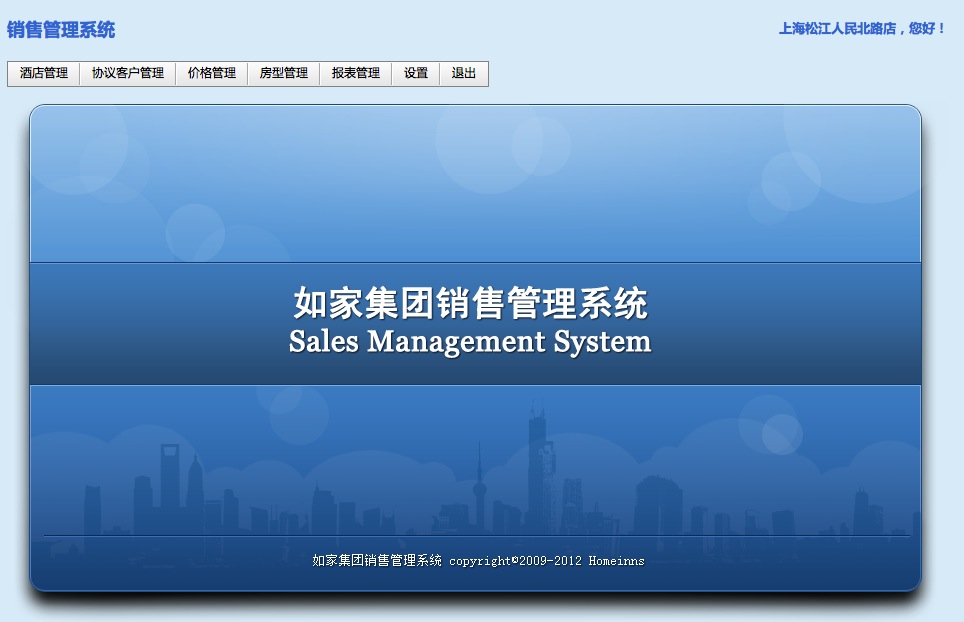 销售管理系统
上海松江人民北路店，您好！
酒店管理 协议客户管理 价格管理 房型管理 报表管理 设置 退出
如家集团销售管理系统
Sales Management System
如家集团销售管理系统 copyright©2009-2012 Homeinns